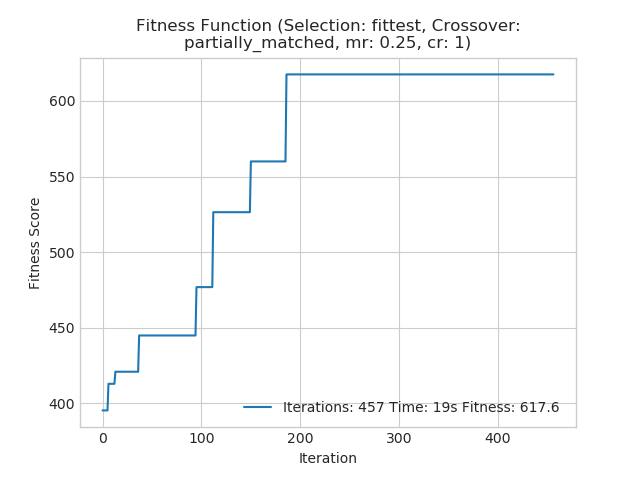 Fitness Function (Selection: fittest, Crossover:
partially_matched, mr: 0.25, cr: 1)
Fitness Score
600
550
500
450
400
Iterations: 457 Time: 19s Fitness: 617.6
0 100 200 300 400
Iteration